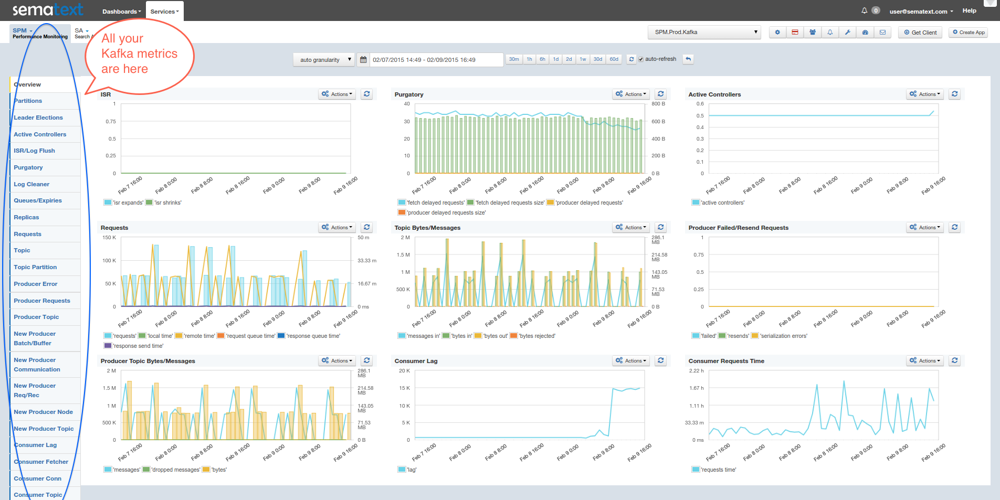 sematext
Dashboards
Services
0
user@sematext.com
Help
SPM
Performance Monitoring
SA
Search
All your
Kafka metrics
are here
SPM.Prod.Kafka
Get Client
Create App
auto granularity
02/07/2015 14:49 - 02/09/2015 16:49
30m 1h 6h 1d 2d 1w 30d 60d
auto-refresh
Overview
Partitions
Leader Elections
Active Controllers
ISR/Log Flush
Purgatory
Log Cleaner
Queues/Expiries
Replicas
Requests
Topic
Topic Partition
Producer Error
Producer Requests
Producer Topic
New Producer
Batch/Buffer
New Producer
Communication
New Producer
Req/Rec
New Producer Node
New Producer Topic
Consumer Lag
Consumer Fetcher
Consumer Conn
Consumer Topic
ISR
Actions
1
0.75
0.5
0.25
0
Feb 7 16:00 Feb 8 0:00 Feb 8 8:00 Feb 8 16:00 Feb 9 0:00 Feb 9 8:00 Feb 9 16:00
'isr expands' 'isr shrinks'
Purgatory
Actions
40 800 B
30 600 B
20 400 B
10 200 B
0 0 B
Feb 7 16:00 Feb 8 0:00 Feb 8 8:00 Feb 8 16:00 Feb 9 0:00 Feb 9 8:00 Feb 9 16:00
'fetch delayed requests' 'fetch delayed requests size' 'producer delayed requests'
'producer delayed requests size'
Active Controllers
Actions
0.6
0.5
0.4
0.3
0.2
0.1
0
Feb 7 16:00 Feb 8 0:00 Feb 8 8:00 Feb 8 16:00 Feb 9 0:00 Feb 9 8:00 Feb 9 16:00
'active controllers'
Requests
Actions
150 K 50 m
100 K 33.33 m
50 K 16.67 m
0 0 ms
Feb 7 16:00 Feb 8 0:00 Feb 8 8:00 Feb 8 16:00 Feb 9 0:00 Feb 9 8:00 Feb 9 16:00
'requests' 'local time' 'remote time' 'request queue time' 'response queue time'
'response send time'
Topic Bytes/Messages
Actions
2 M 286.1 MB
1.5 M 214.58 MB
1 M 143.05 MB
500 K 71.53 MB
0 0 B
Feb 7 16:00 Feb 8 0:00 Feb 8 8:00 Feb 8 16:00 Feb 9 0:00 Feb 9 8:00 Feb 9 16:00
'messages in' 'bytes in' 'bytes out' 'bytes rejected'
Producer Failed/Resend Requests
Actions
1
0.75
0.5
0.25
0
Feb 7 16:00 Feb 8 0:00 Feb 8 8:00 Feb 8 16:00 Feb 9 0:00 Feb 9 8:00 Feb 9 16:00
'failed' 'resends' 'serialization errors'
Producer Topic Bytes/Messages
Actions
2 M 286.1 MB
1.5 M 214.58 MB
1 M 143.05 MB
500 K 71.53 MB
0 0 B
Feb 7 16:00 Feb 8 0:00 Feb 8 8:00 Feb 8 16:00 Feb 9 0:00 Feb 9 8:00 Feb 9 16:00
'messages' 'dropped messages' 'bytes'
Consumer Lag
Actions
20 K
15 K
10 K
5 K
0
Feb 7 16:00 Feb 8 0:00 Feb 8 8:00 Feb 8 16:00 Feb 9 0:00 Feb 9 8:00 Feb 9 16:00
'lag'
Consumer Requests Time
Actions
2.22 h
1.67 h
1.11 h
33.33 m
0 ms
Feb 7 16:00 Feb 8 0:00 Feb 8 8:00 Feb 8 16:00 Feb 9 0:00 Feb 9 8:00 Feb 9 16:00
'requests time'